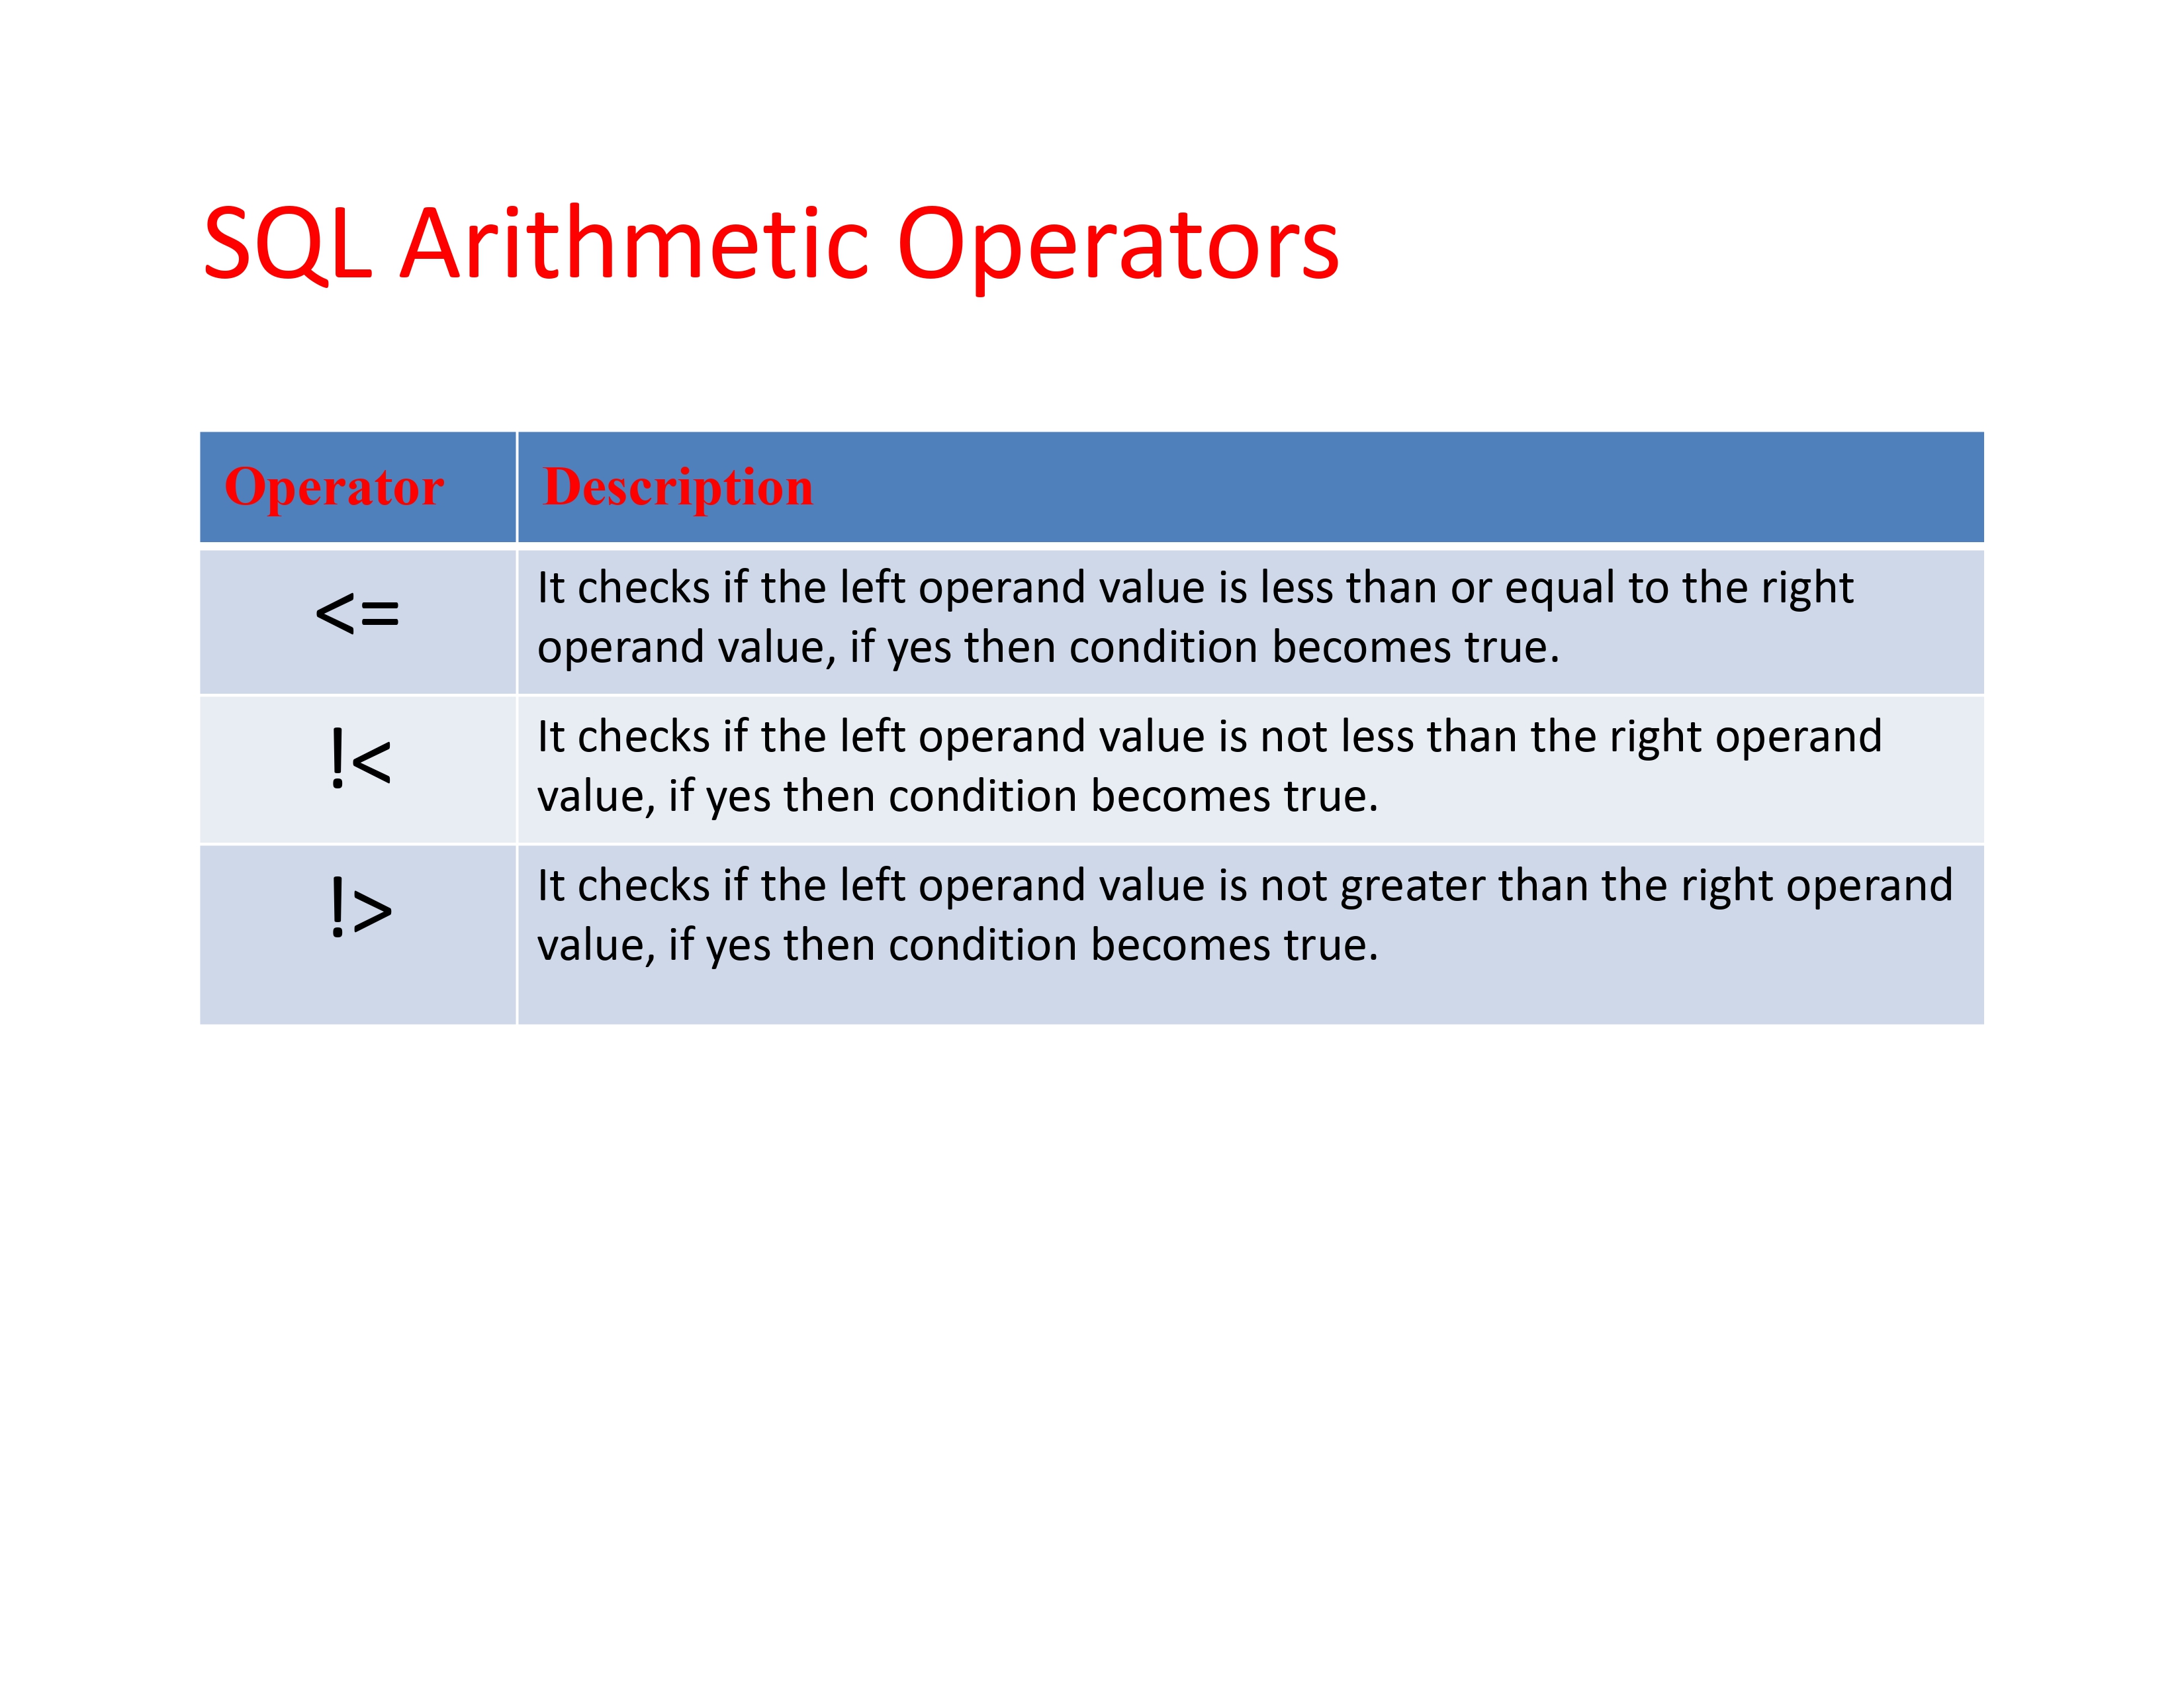 SQL Arithmetic Operators
Operator Description
<= It checks if the left operand value is less than or equal to the right
operand value, if yes then condition becomes true.
!< It checks if the left operand value is not less than the right operand
value, if yes then condition becomes true.
!> It checks if the left operand value is not greater than the right operand
value, if yes then condition becomes true.